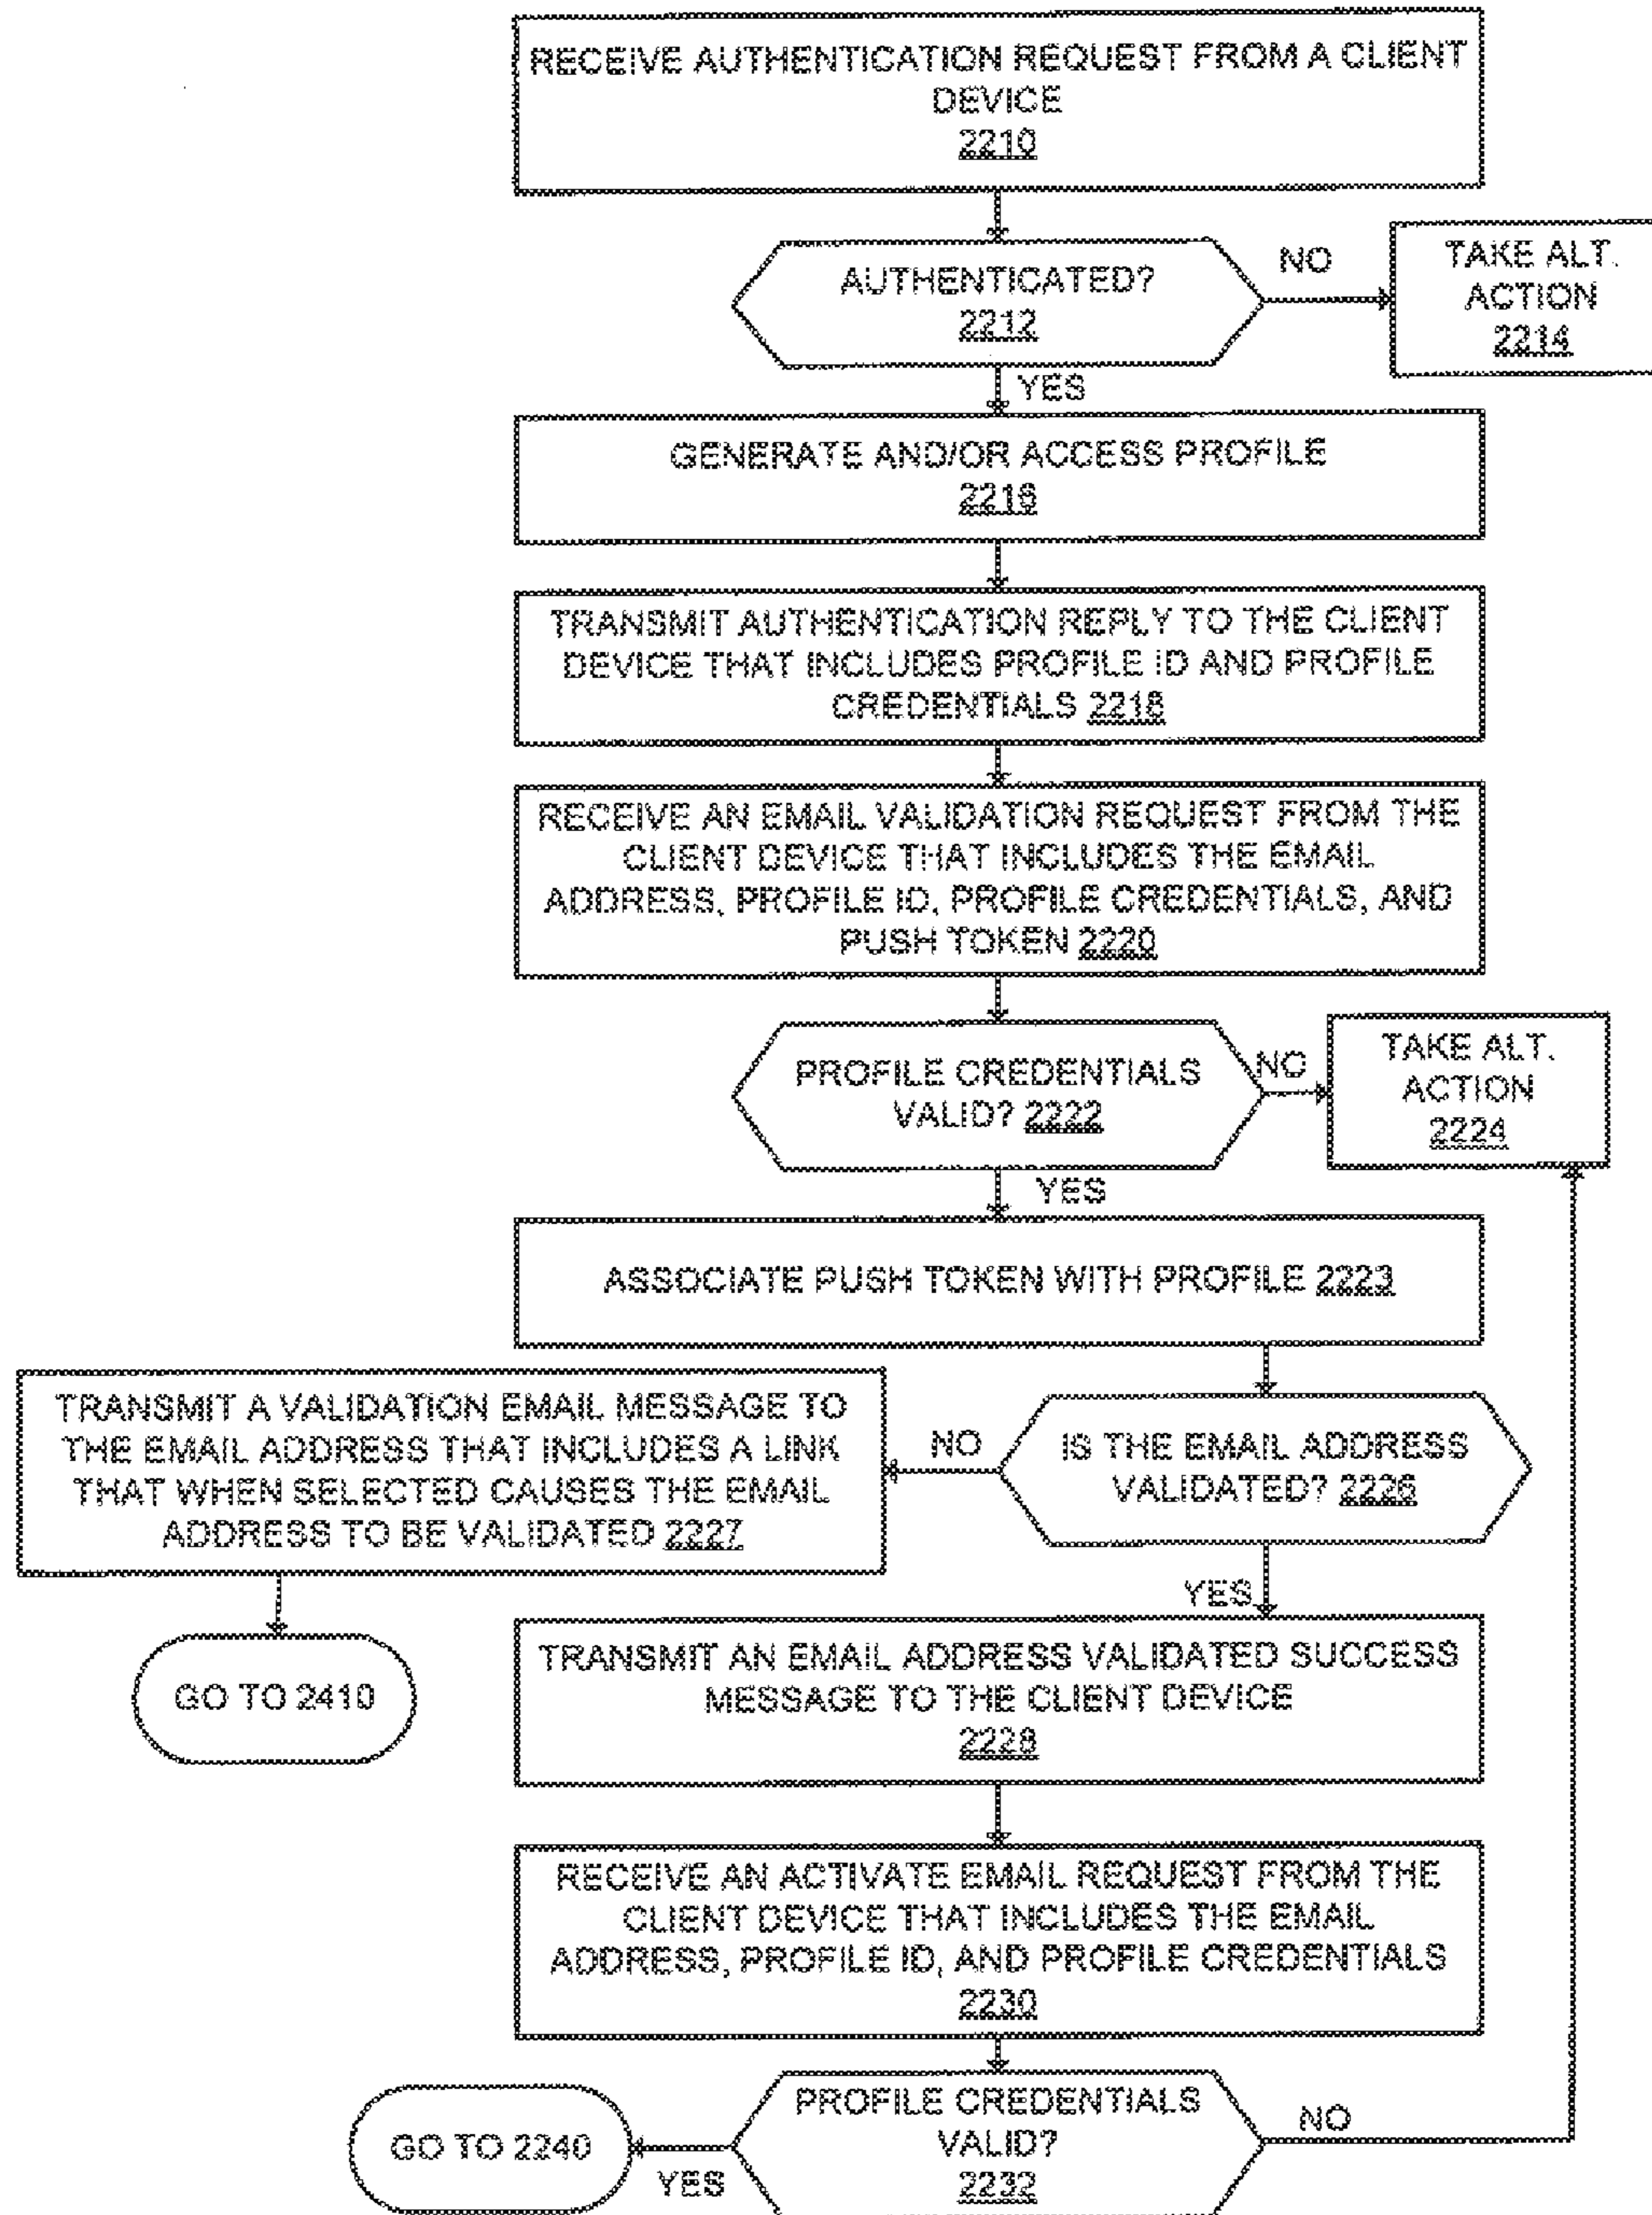 RECEIVE AUTHENTICATION REQUEST FROM A CLIENT
DEVICE
2210
AUTHENTICATED?
2212
NO
TAKE ALT.
ACTION
2214
YES
GENERATE AND/OR ACCESS PROFILE
2216
TRANSMIT AUTHENTICATION REPLY TO THE CLIENT
DEVICE THAT INCLUDES PROFILE ID AND PROFILE
CREDENTIALS 2218
RECEIVE AN EMAIL VALIDATION REQUEST FROM THE
CLIENT DEVICE THAT INCLUDES THE EMAIL
ADDRESS, PROFILE ID, PROFILE CREDENTIALS, AND
PUSH TOKEN 2220
PROFILE CREDENTIALS
VALID? 2222
NO
TAKE ALT.
ACTION
2224
YES
ASSOCIATE PUSH TOKEN WITH PROFILE 2223
IS THE EMAIL ADDRESS
VALIDATED? 2226
NO
TRANSMIT A VALIDATION EMAIL MESSAGE TO
THE EMAIL ADDRESS THAT INCLUDES A LINK
THAT WHEN SELECTED CAUSES THE EMAIL
ADDRESS TO BE VALIDATED 2227
GO TO 2410
YES
TRANSMIT AN EMAIL ADDRESS VALIDATED SUCCESS
MESSAGE TO THE CLIENT DEVICE
2228
RECEIVE AN ACTIVATE EMAIL REQUEST FROM THE
CLIENT DEVICE THAT INCLUDES THE EMAIL
ADDRESS, PROFILE ID, AND PROFILE CREDENTIALS
2230
PROFILE CREDENTIALS
VALID?
2232
NO
YES
GO TO 2240